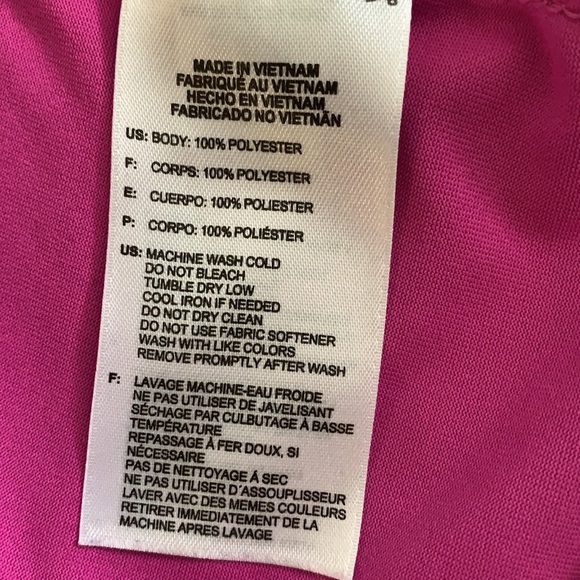 MADE IN VIETNAM
FABRIQUÉ AU VIETNAM
HECHO EN VIETNAM
FABRICADO NO VIETNÃN
US: BODY: 100% POLYESTER
F: CORPS: 100% POLYESTER
E: CUERPO: 100% POLIESTER
P: CORPO: 100% POLIÉSTER
US: MACHINE WASH COLD
DO NOT BLEACH
TUMBLE DRY LOW
COOL IRON IF NEEDED
DO NOT DRY CLEAN
DO NOT USE FABRIC SOFTENER
WASH WITH LIKE COLORS
REMOVE PROMPTLY AFTER WASH
F: LAVAGE MACHINE-EAU FROIDE
NE PAS UTILISER DE JAVELISANT
SÉCHAGE PAR CULBUTAGE À BASSE
TEMPÉRATURE
REPASSAGE À FER DOUX, SI
NÉCESSAIRE
PAS DE NETTOYAGE À SEC
NE PAS UTILISER D'ASSOUPLISSEUR
LAVER AVEC DES MEMES COULEURS
RETIRER IMMEDIATEMENT DE LA
MACHINE APRES LAVAGE